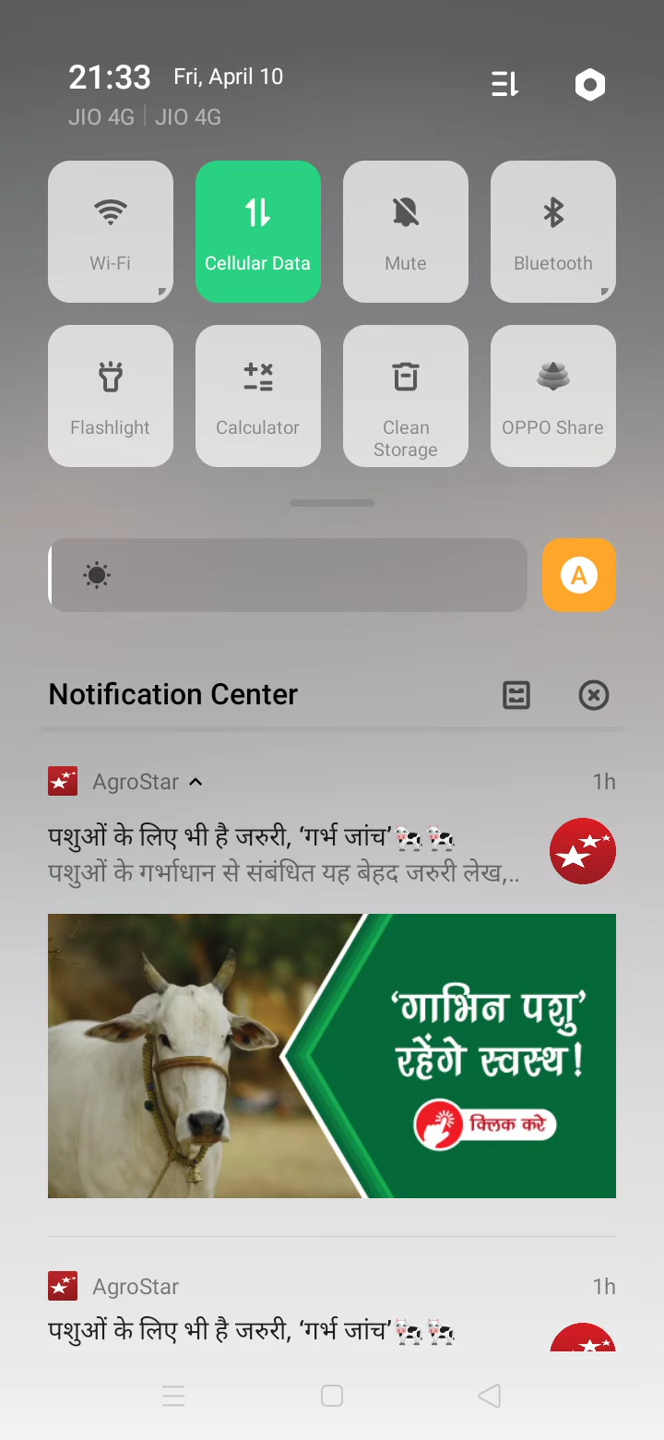 21:33 Fri, April 10
JIO 4G JIO 4G
Wi-Fi
Cellular Data
Mute
Bluetooth
Flashlight
Calculator
Clean
Storage
OPPO Share
A
Notification Center
AgroStar 1h
पशुओं के लिए भी है जरुरी, ‘गर्भ जांच’🐄🐄
पशुओं के गर्भाधान से संबंधित यह बेहद जरुरी लेख,..
‘गाभिन पशु’
रहेंगे स्वस्थ!
क्लिक करे
AgroStar 1h
पशुओं के लिए भी है जरुरी, ‘गर्भ जांच’🐄🐄